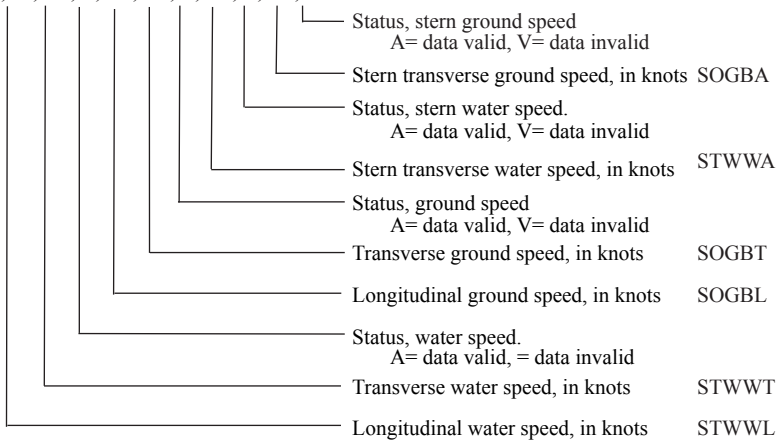 Status, stern ground speed
A= data valid, V= data invalid
Stern transverse ground speed, in knots SOGBA
Status, stern water speed.
A= data valid, V= data invalid
Stern transverse water speed, in knots STWWA
Status, ground speed
A= data valid, V= data invalid
Transverse ground speed, in knots SOGBT
Longitudinal ground speed, in knots SOGBL
Status, water speed.
A= data valid, = data invalid
Transverse water speed, in knots STWWT
Longitudinal water speed, in knots STWWL